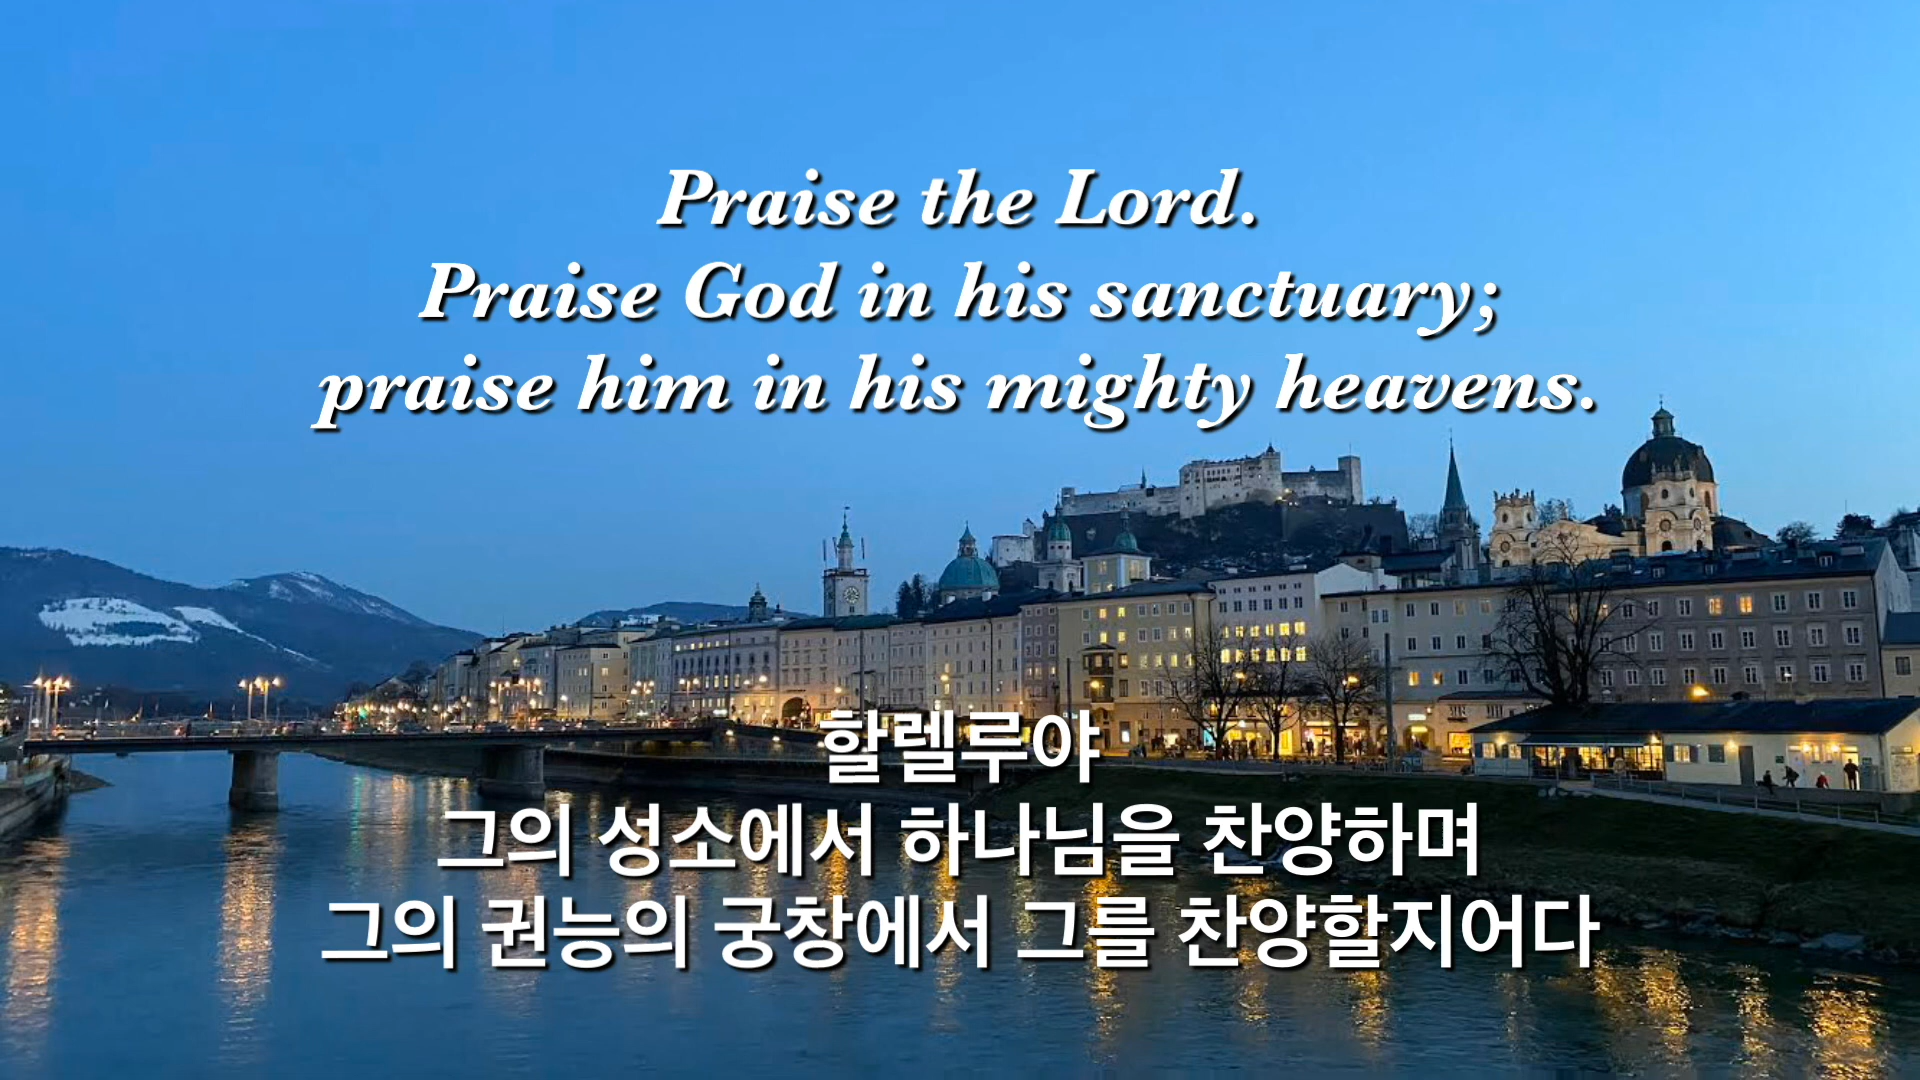 Praise the Lord.
Praise God in his sanctuary;
praise him in his mighty heavens.
할렐루야
그의 성소에서 하나님을 찬양하며
그의 권능의 궁창에서 그를 찬양할지어다